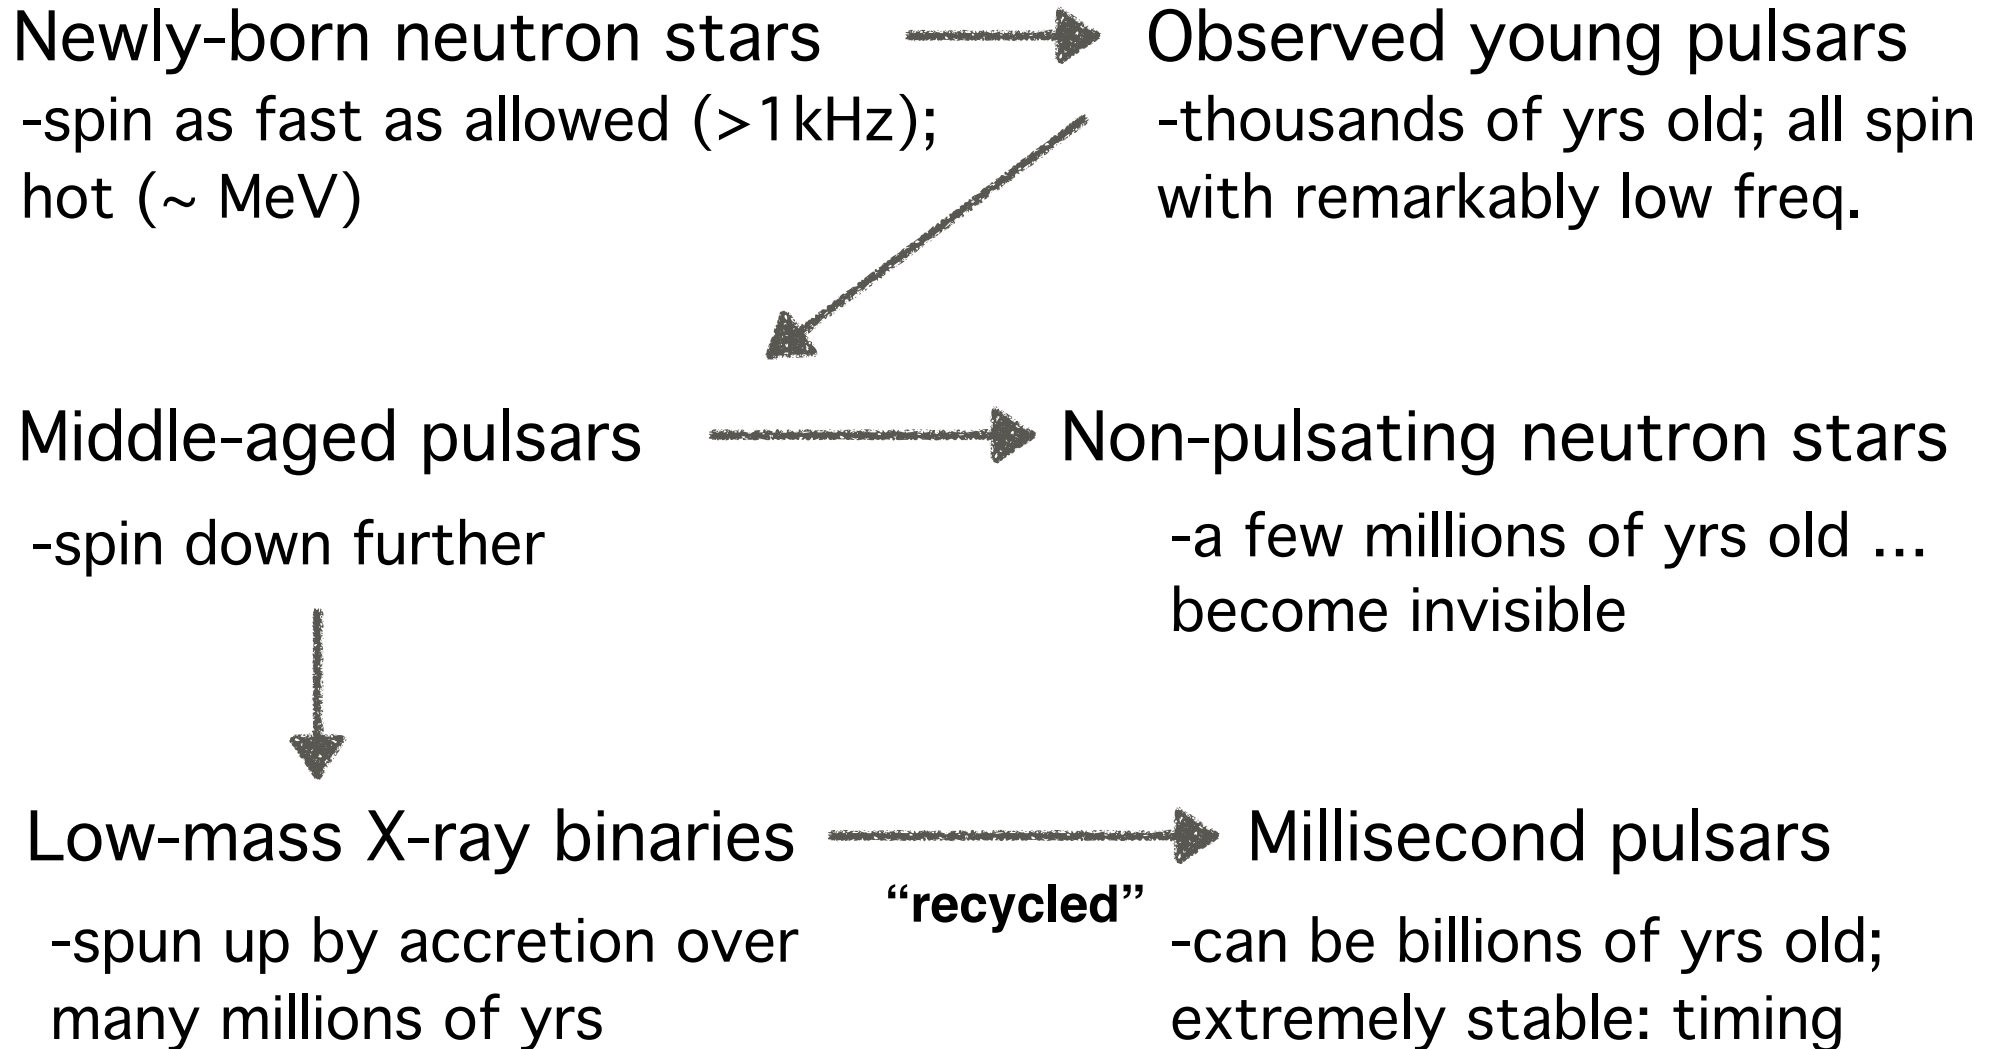 Newly-born neutron stars
-spin as fast as allowed (>1kHz);
hot (~ MeV)
Observed young pulsars
-thousands of yrs old; all spin
with remarkably low freq.
Middle-aged pulsars
-spin down further
Non-pulsating neutron stars
-a few millions of yrs old ...
become invisible
Low-mass X-ray binaries
-spun up by accretion over
many millions of yrs
“recycled”
Millisecond pulsars
-can be billions of yrs old;
extremely stable: timing